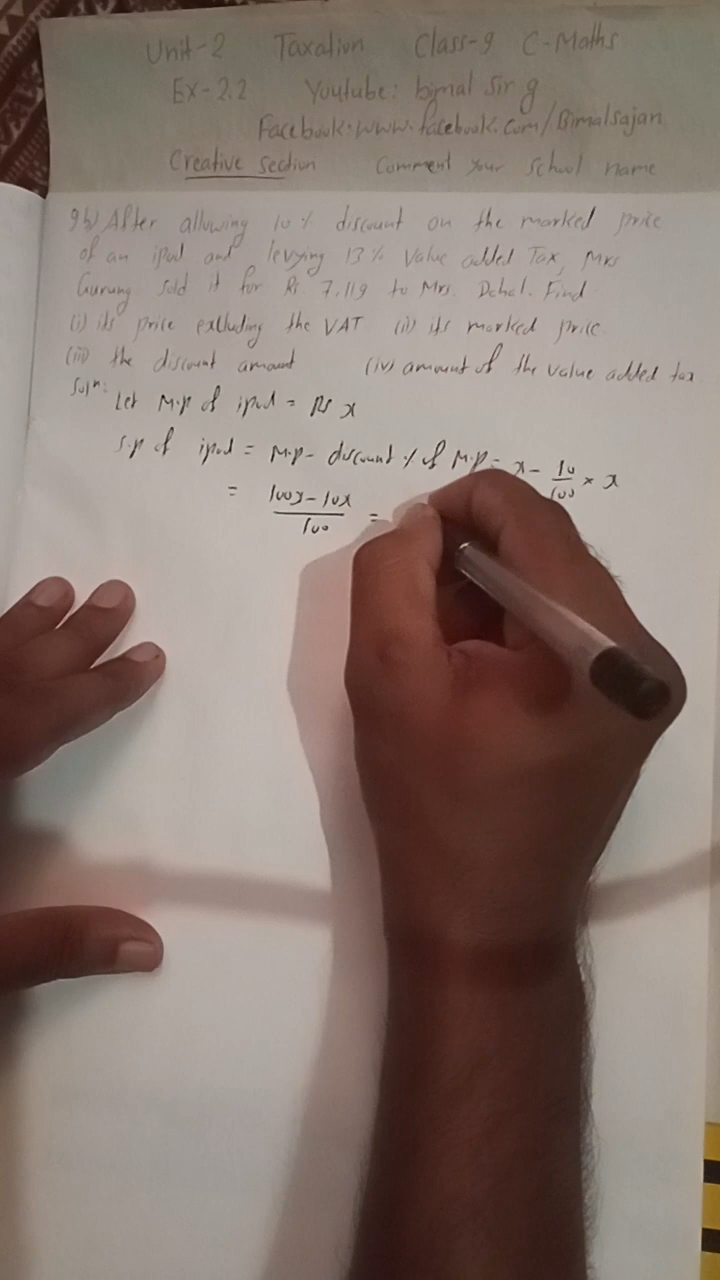 Unit-2 Taxation Class-9 C-Maths
Ex-2.2 Youtube: bimal sir g
Facebook:www.facebook.com/Bimalsajan
Creative section Comment your school name
9b) After allowing 10% discount on the marked price
of an ipod and levying 13% Value added Tax, Mrs
Gurung sold it for Rs. 7,119 to Mrs. Dahal. Find
(i) its price excluding the VAT (ii) its marked price
(iii) the discount amount (iv) amount of the value added tax
Solⁿ:
Let M.p of ipod = Rs x
S.p of ipod = M.p - discount % of M.p = x - 10/100 × x
= 100x-10x/100 =